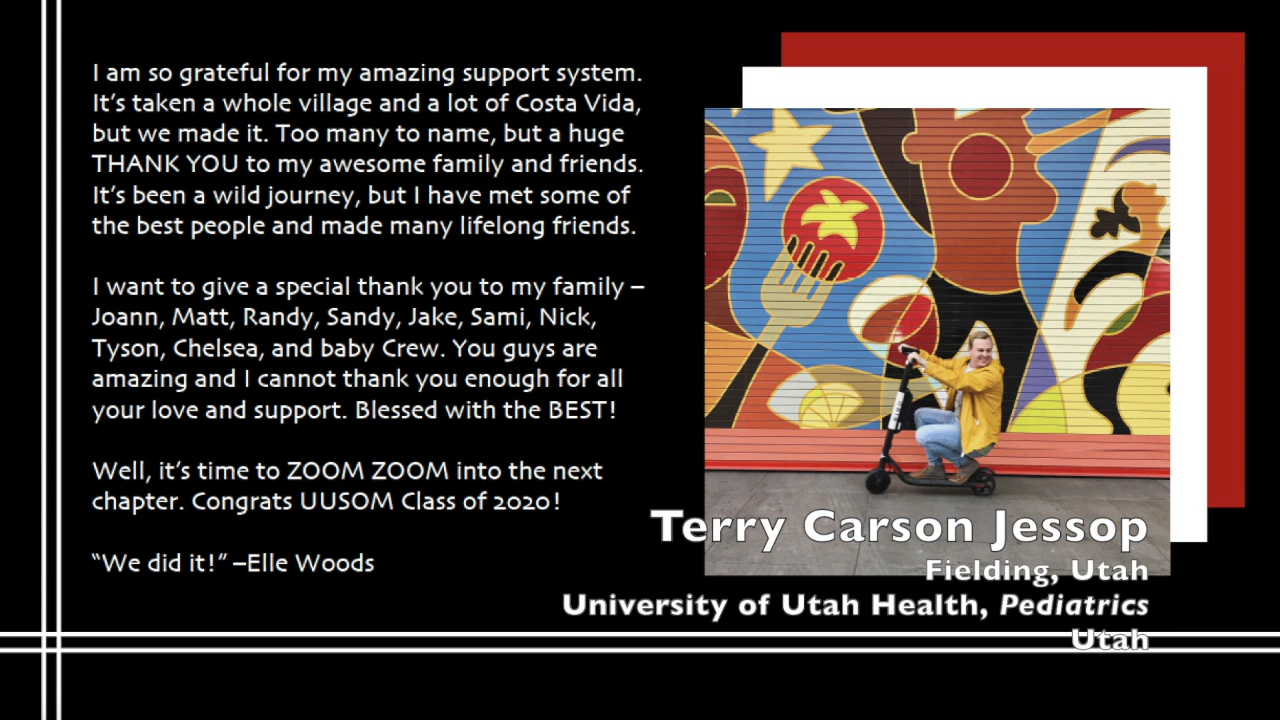 I am so grateful for my amazing support system.
It's taken a whole village and a lot of Costa Vida,
but we made it. Too many to name, but a huge
THANK YOU to my awesome family and friends.
It's been a wild journey, but I have met some of
the best people and made many lifelong friends.
I want to give a special thank you to my family –
Joann, Matt, Randy, Sandy, Jake, Sami, Nick,
Tyson, Chelsea, and baby Crew. You guys are
amazing and I cannot thank you enough for all
your love and support. Blessed with the BEST!
Well, it's time to ZOOM ZOOM into the next
chapter. Congrats UUSOM Class of 2020!
“We did it!” –Elle Woods
Terry Carson Jessop
Fielding, Utah
University of Utah Health, Pediatrics
Utah